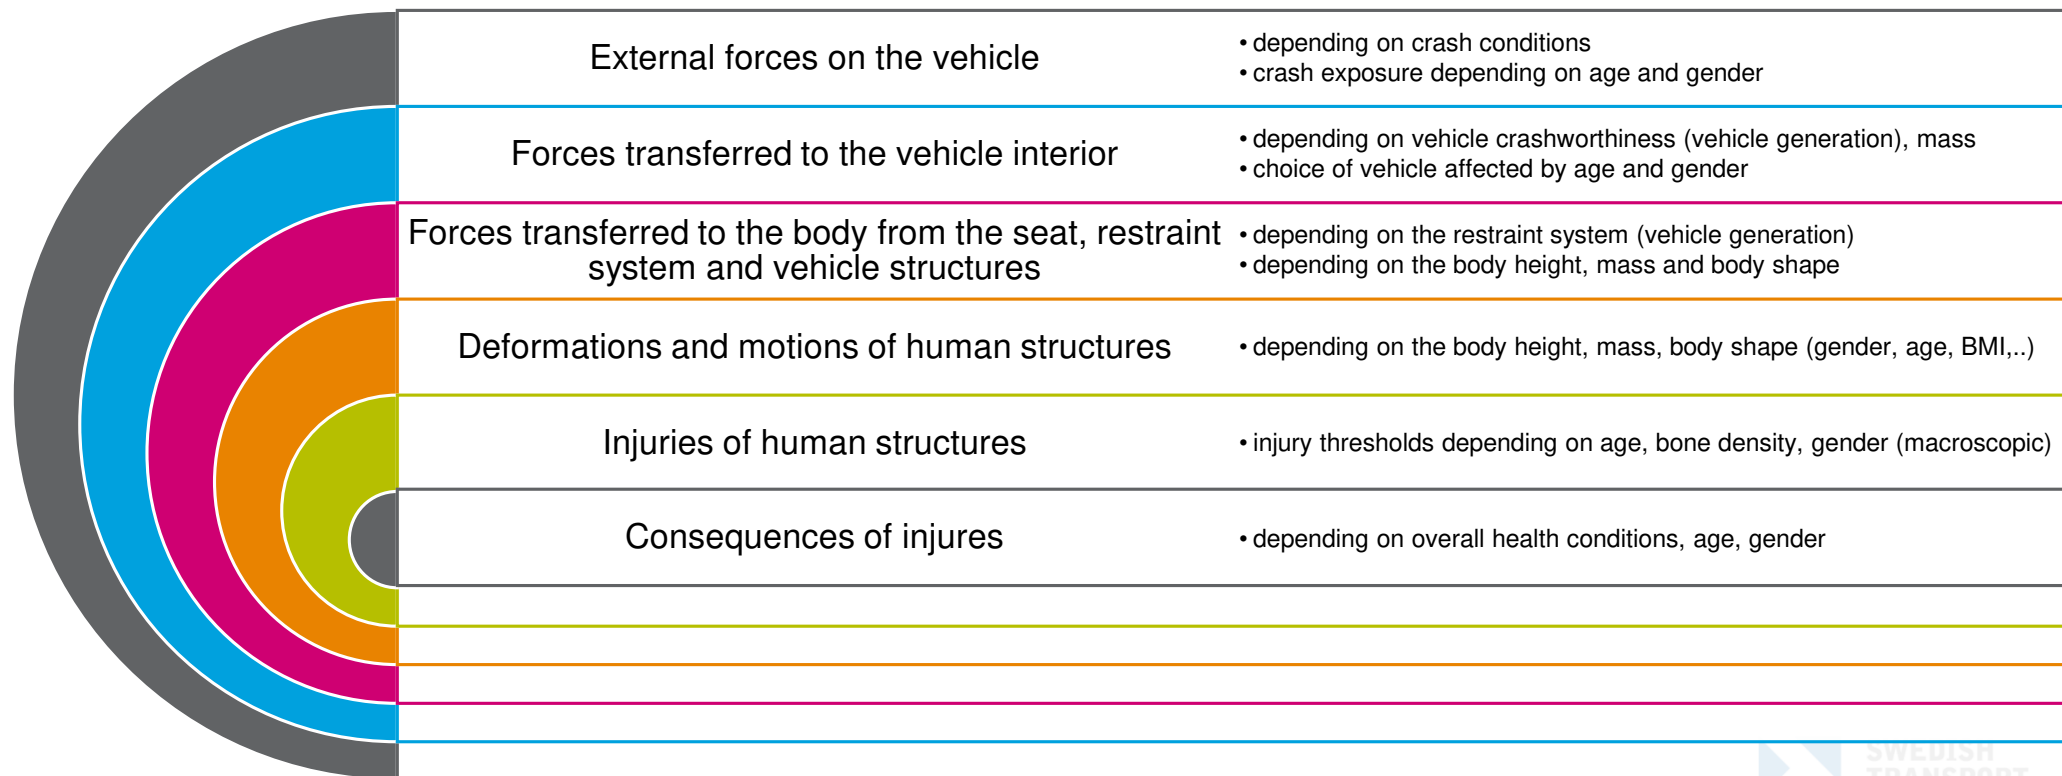 External forces on the vehicle
• depending on crash conditions
• crash exposure depending on age and gender
Forces transferred to the vehicle interior
• depending on vehicle crashworthiness (vehicle generation), mass
• choice of vehicle affected by age and gender
Forces transferred to the body from the seat, restraint
system and vehicle structures
• depending on the restraint system (vehicle generation)
• depending on the body height, mass and body shape
Deformations and motions of human structures
• depending on the body height, mass, body shape (gender, age, BMI,..)
Injuries of human structures
• injury thresholds depending on age, bone density, gender (macroscopic)
Consequences of injures
• depending on overall health conditions, age, gender
SWEDISH
TRANSPORT